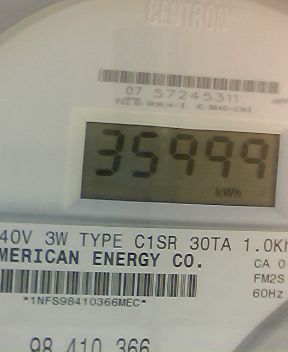 CENTRON®
07 57245311
35999
kWh
40V 3W TYPE C1SR 30TA 1.0Kh
MERICAN ENERGY CO.
CA 0
FM2S
60Hz
*1NFS98410366MEC*
98 410 366